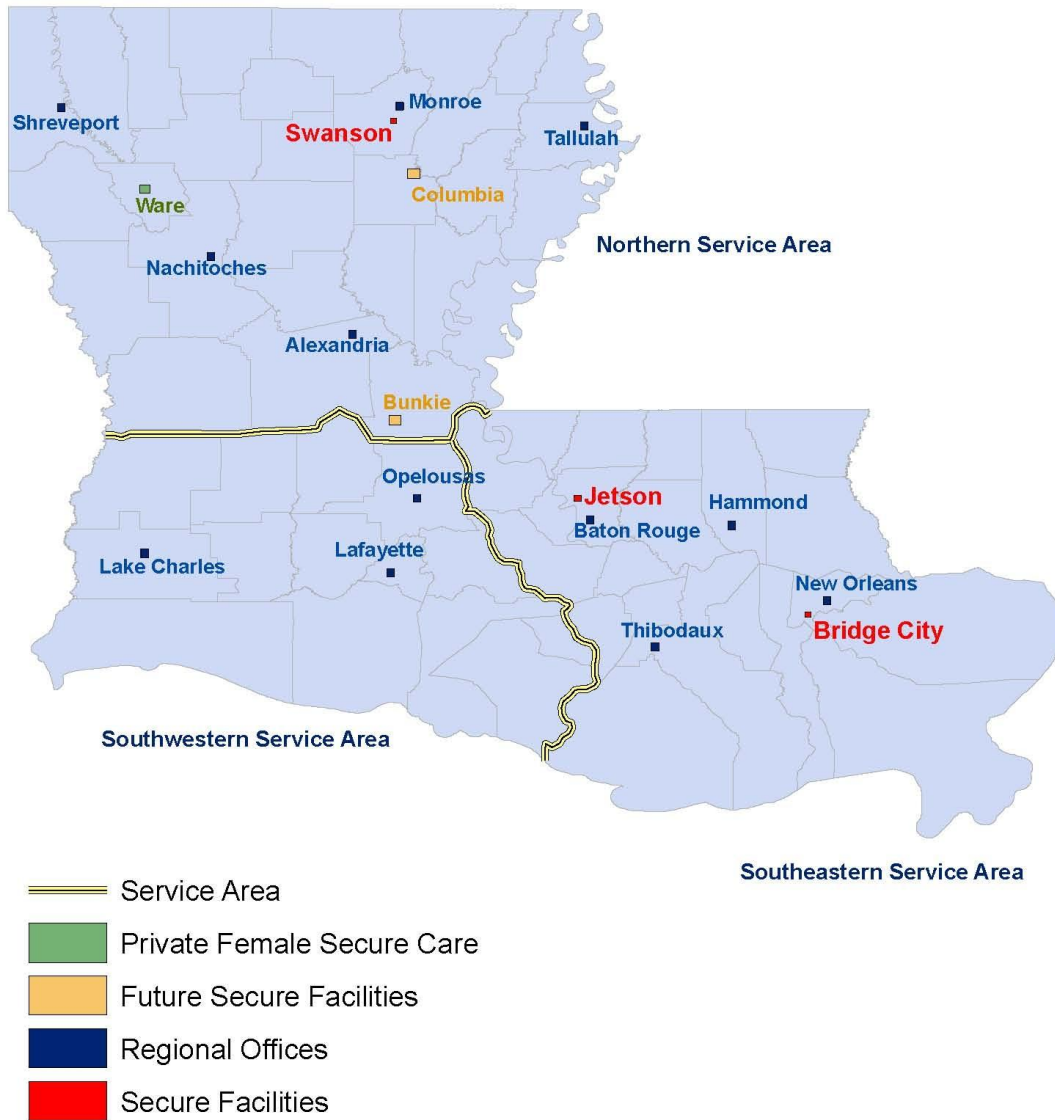 Monroe
Shreveport
Swanson
Tallulah
Columbia
Ware
Northern Service Area
Nachitoches
Alexandria
Bunkie
Opelousas
Jetson
Hammond
Baton Rouge
Lafayette
Lake Charles
New Orleans
Thibodaux
Bridge City
Southwestern Service Area
Southeastern Service Area
Service Area
Private Female Secure Care
Future Secure Facilities
Regional Offices
Secure Facilities